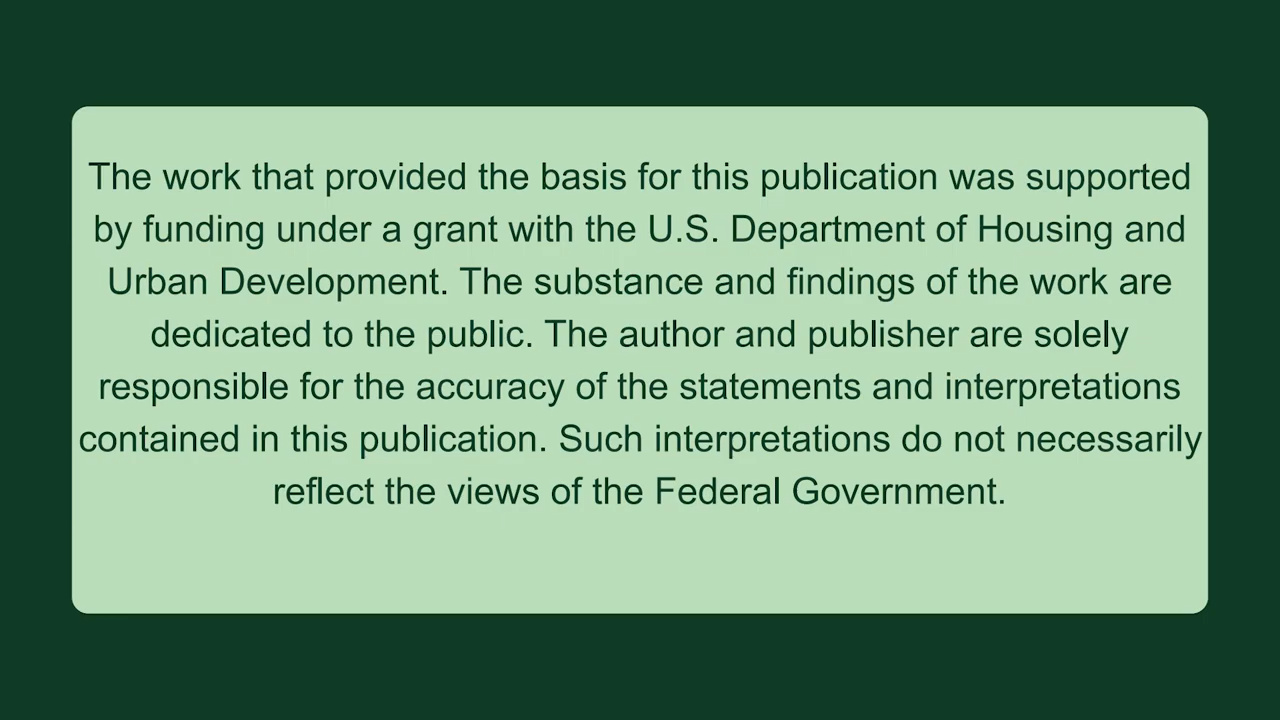 The work that provided the basis for this publication was supported
by funding under a grant with the U.S. Department of Housing and
Urban Development. The substance and findings of the work are
dedicated to the public. The author and publisher are solely
responsible for the accuracy of the statements and interpretations
contained in this publication. Such interpretations do not necessarily
reflect the views of the Federal Government.